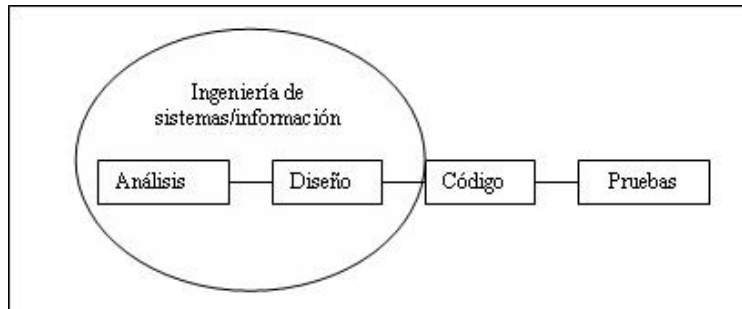 Ingeniería de
sistemas/información
Análisis
Diseño
Código
Pruebas